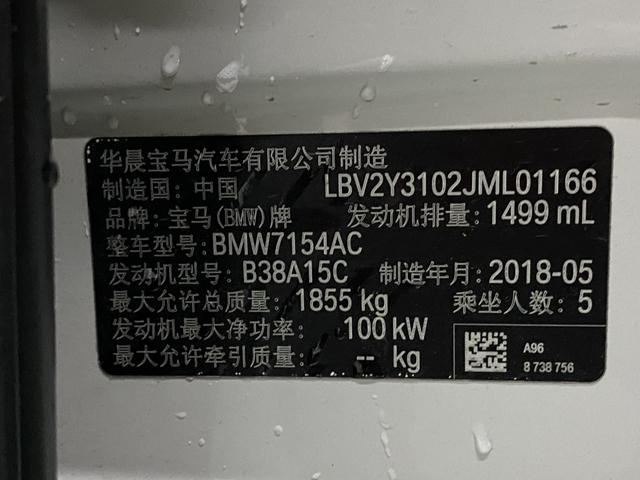 华晨宝马汽车有限公司制造
制造国: 中国 LBV2Y3102JML01166
品牌: 宝马(BMW)牌 发动机排量: 1499 mL
整车型号: BMW7154AC
发动机型号: B38A15C 制造年月: 2018-05
最大允许总质量: 1855 kg 乘坐人数: 5
发动机最大净功率: 100 kW
最大允许牵引质量: -- kg
A96
8 738 756